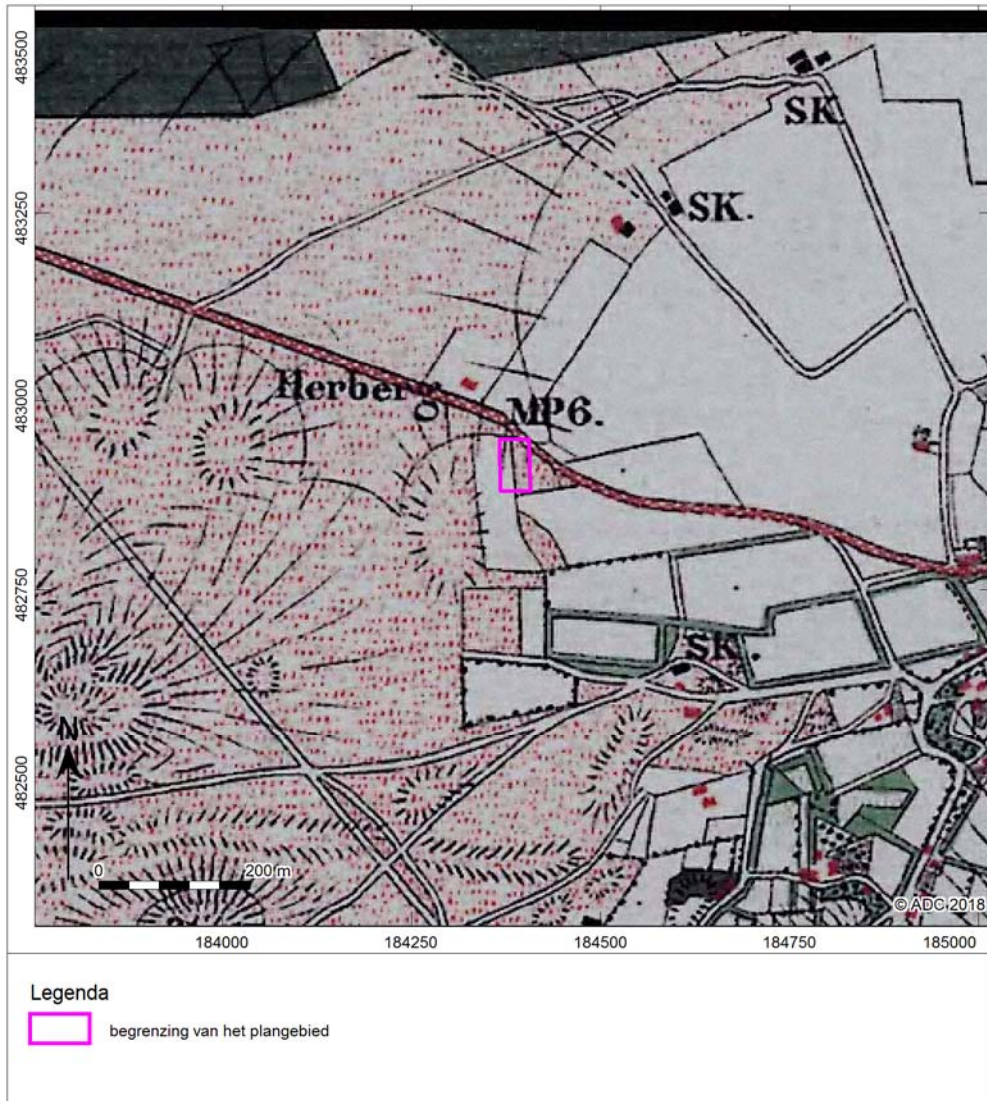 483500
483250
483000
482750
482500
SK.
SK.
Herberg
MP6.
SK.
N
0 200 m
© ADC 2018
184000 184250 184500 184750 185000
Legenda
begrenzing van het plangebied